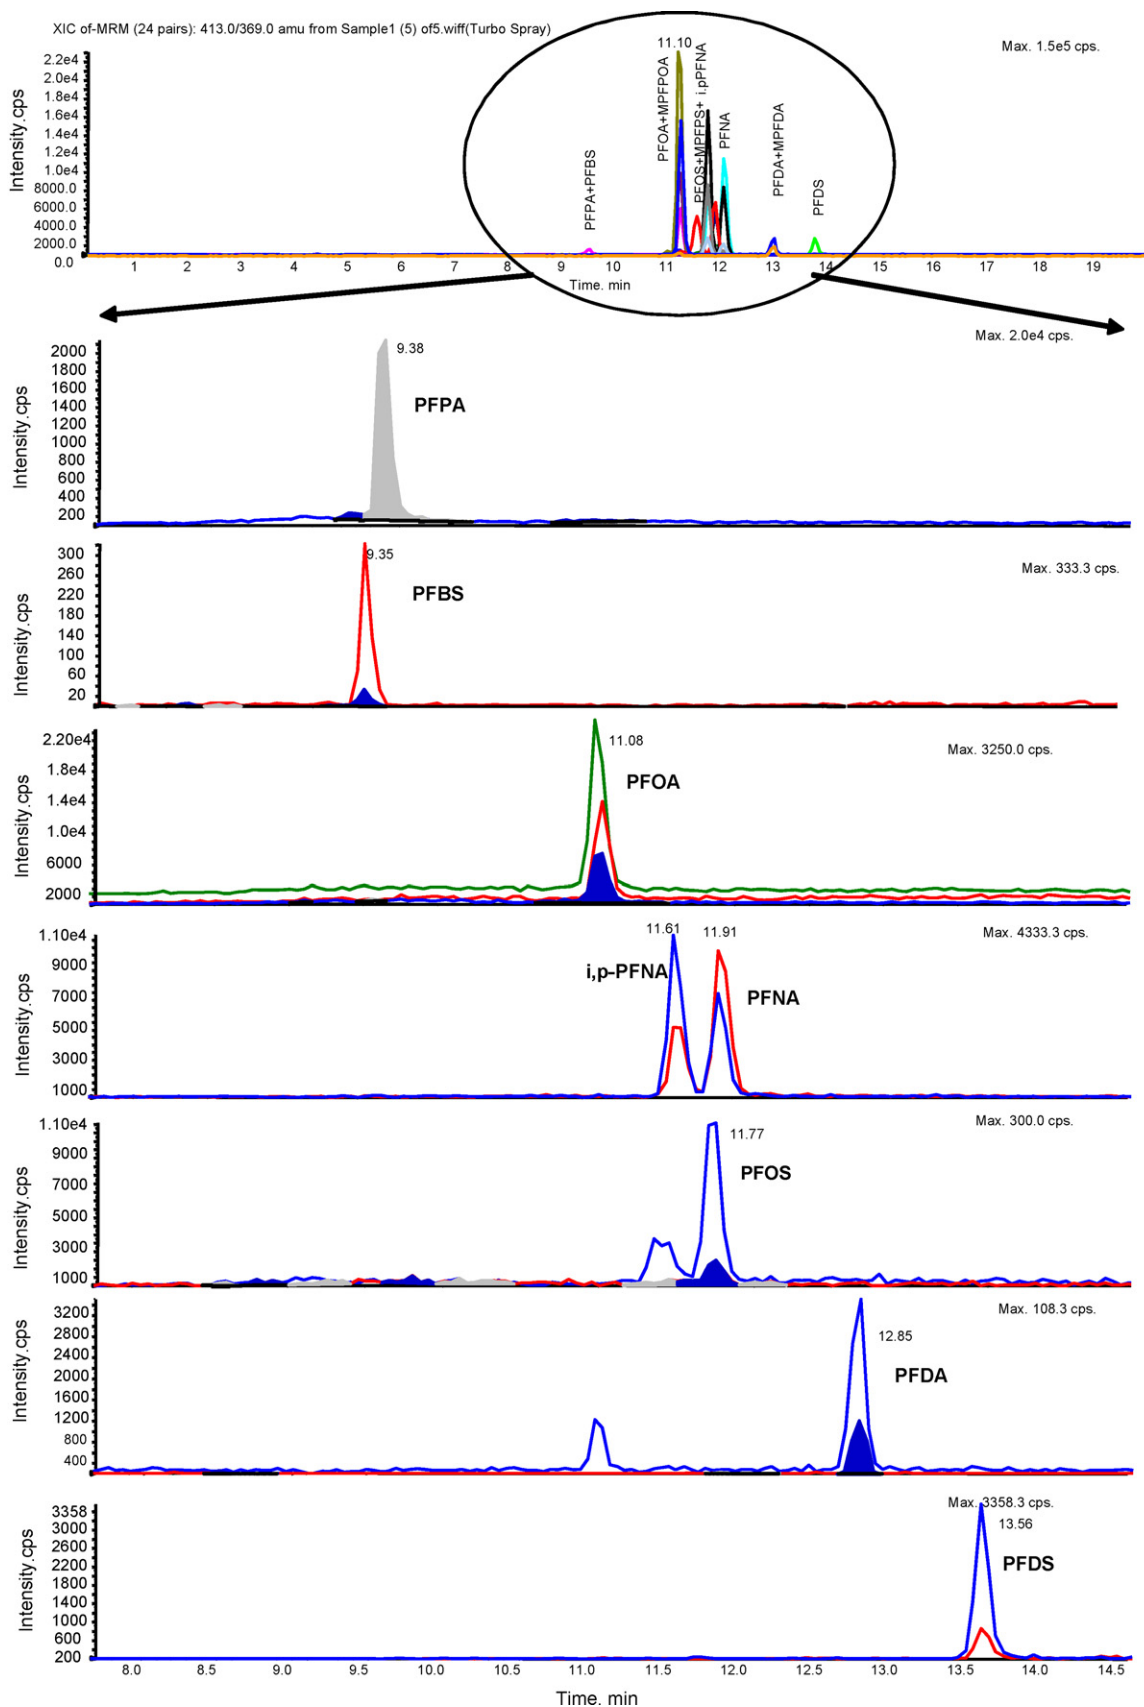 XIC of-MRM (24 pairs): 413.0/369.0 amu from Sample1 (5) of5.wiff(Turbo Spray)
Max. 1.5e5 cps.
Intensity.cps
2.2e4
2.0e4
1.8e4
1.6e4
1.4e4
1.2e4
1.0e4
8000.0
6000.0
4000.0
2000.0
0.0
11.10
PFPA+PFBS
PFOA+MPFPOA
PFOS+MPFPS+ i.pPFNA
PFNA
PFDA+MPFDA
PFDS
1 2 3 4 5 6 7 8 9 10 11 12 13 14 15 16 17 18 19
Time. min
Max. 2.0e4 cps.
Intensity.cps
2000
1800
1600
1400
1200
1000
800
600
400
200
9.38
PFPA
Max. 333.3 cps.
Intensity.cps
300
260
220
180
140
100
60
20
9.35
PFBS
Max. 3250.0 cps.
Intensity.cps
2.20e4
1.8e4
1.4e4
1.0e4
6000
2000
11.08
PFOA
Max. 4333.3 cps.
Intensity.cps
1.10e4
9000
7000
5000
3000
1000
11.61 11.91
i,p-PFNA
PFNA
Max. 300.0 cps.
Intensity.cps
1.10e4
9000
7000
5000
3000
1000
11.77
PFOS
Max. 108.3 cps.
Intensity.cps
3200
2800
2400
2000
1600
1200
800
400
12.85
PFDA
Max. 3358.3 cps.
Intensity.cps
3358
3000
2600
2200
1800
1400
1000
600
200
13.56
PFDS
8.0 8.5 9.0 9.5 10.0 10.5 11.0 11.5 12.0 12.5 13.0 13.5 14.0 14.5
Time. min